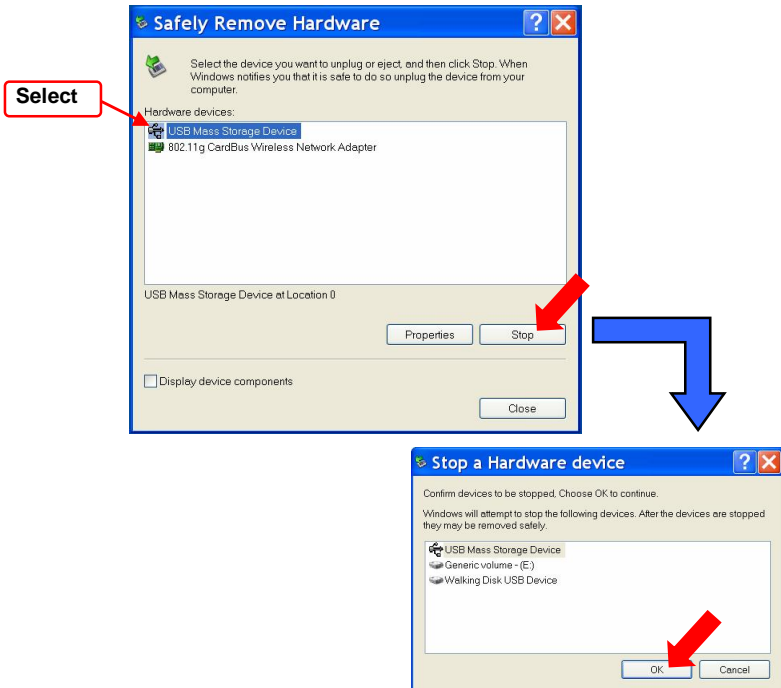 Safely Remove Hardware
Select the device you want to unplug or eject, and then click Stop. When
Windows notifies you that it is safe to do so unplug the device from your
computer.
Select
Hardware devices:
USB Mass Storage Device
802.11g CardBus Wireless Network Adapter
USB Mass Storage Device at Location 0
Properties
Stop
Display device components
Close
Stop a Hardware device
Confirm devices to be stopped, Choose OK to continue.
Windows will attempt to stop the following devices. After the devices are stopped
they may be removed safely.
USB Mass Storage Device
Generic volume - (E:)
Walking Disk USB Device
OK
Cancel